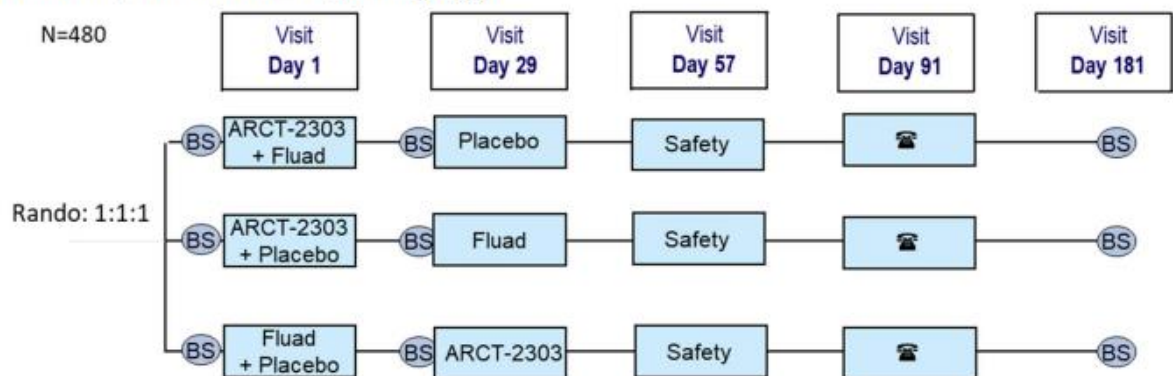 N=480
Visit
Day 1
Visit
Day 29
Visit
Day 57
Visit
Day 91
Visit
Day 181
BS
ARCT-2303
+ Fluad
BS
Placebo
Safety
☎
BS
Rando: 1:1:1
BS
ARCT-2303
+ Placebo
BS
Fluad
Safety
☎
BS
BS
Fluad
+ Placebo
BS
ARCT-2303
Safety
☎
BS